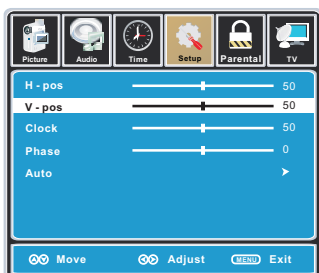 Picture Audio Time Setup Parental TV
H - pos 50
V - pos 50
Clock 50
Phase 0
Auto
Move Adjust MENU Exit